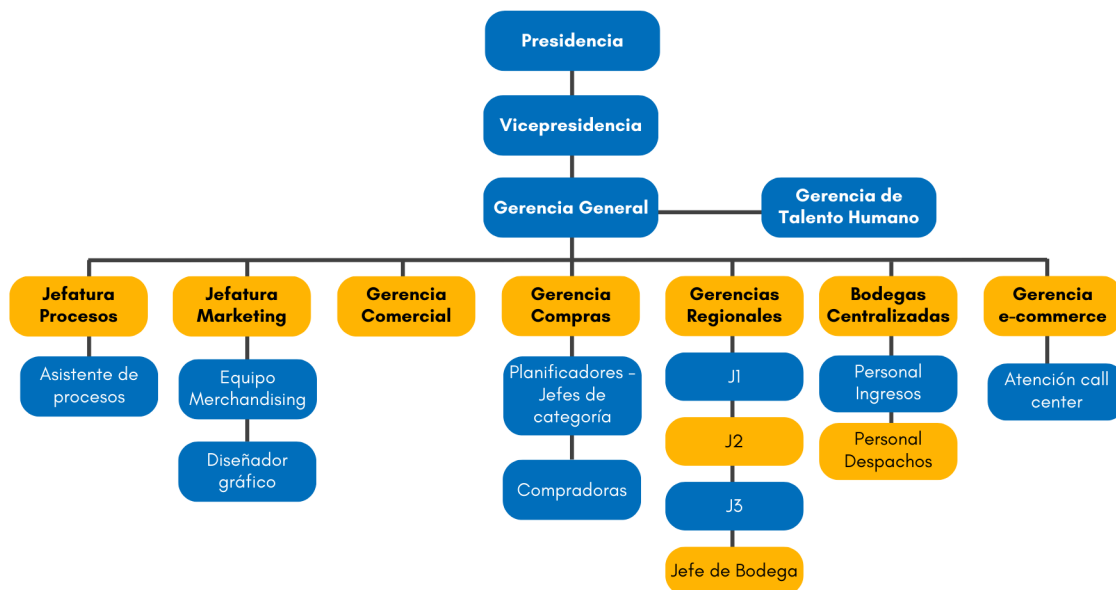 Presidencia
Vicepresidencia
Gerencia General
Gerencia de
Talento Humano
Jefatura
Procesos
Jefatura
Marketing
Gerencia
Comercial
Gerencia
Compras
Gerencias
Regionales
Bodegas
Centralizadas
Gerencia
e-commerce
Asistente de
procesos
Equipo
Merchandising
Diseñador
gráfico
Planificadores -
Jefes de
categoría
Compradoras
J1
J2
J3
Jefe de Bodega
Personal
Ingresos
Personal
Despachos
Atención call
center